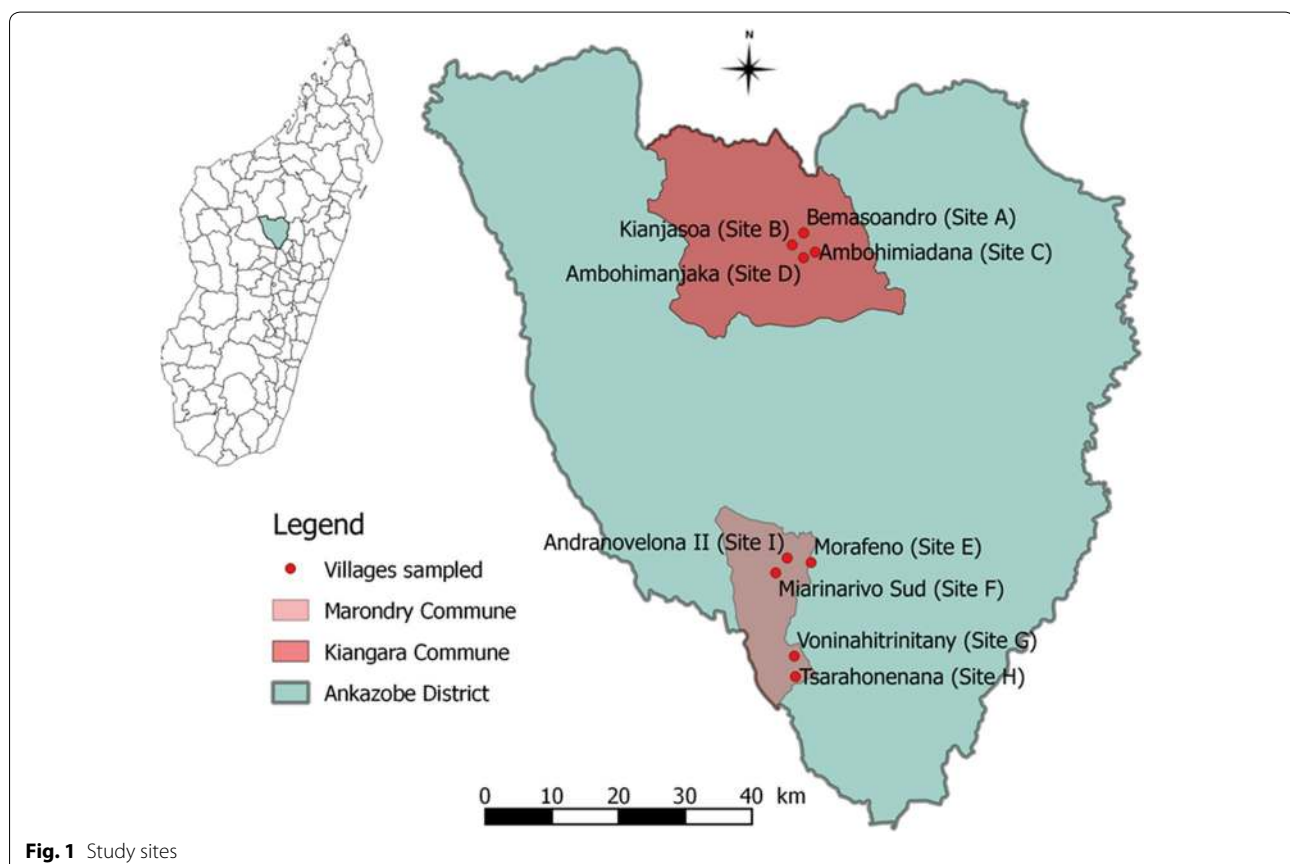 N
Bemasoandro (Site A)
Kianjasoa (Site B)
Ambohimiadana (Site C)
Ambohimanjaka (Site D)
Andranovelona II (Site I)
Morafeno (Site E)
Miarinarivo Sud (Site F)
Voninahitrinitany (Site G)
Tsarahonenana (Site H)
Legend
Villages sampled
Marondry Commune
Kiangara Commune
Ankazobe District
0 10 20 30 40 km
Fig. 1 Study sites